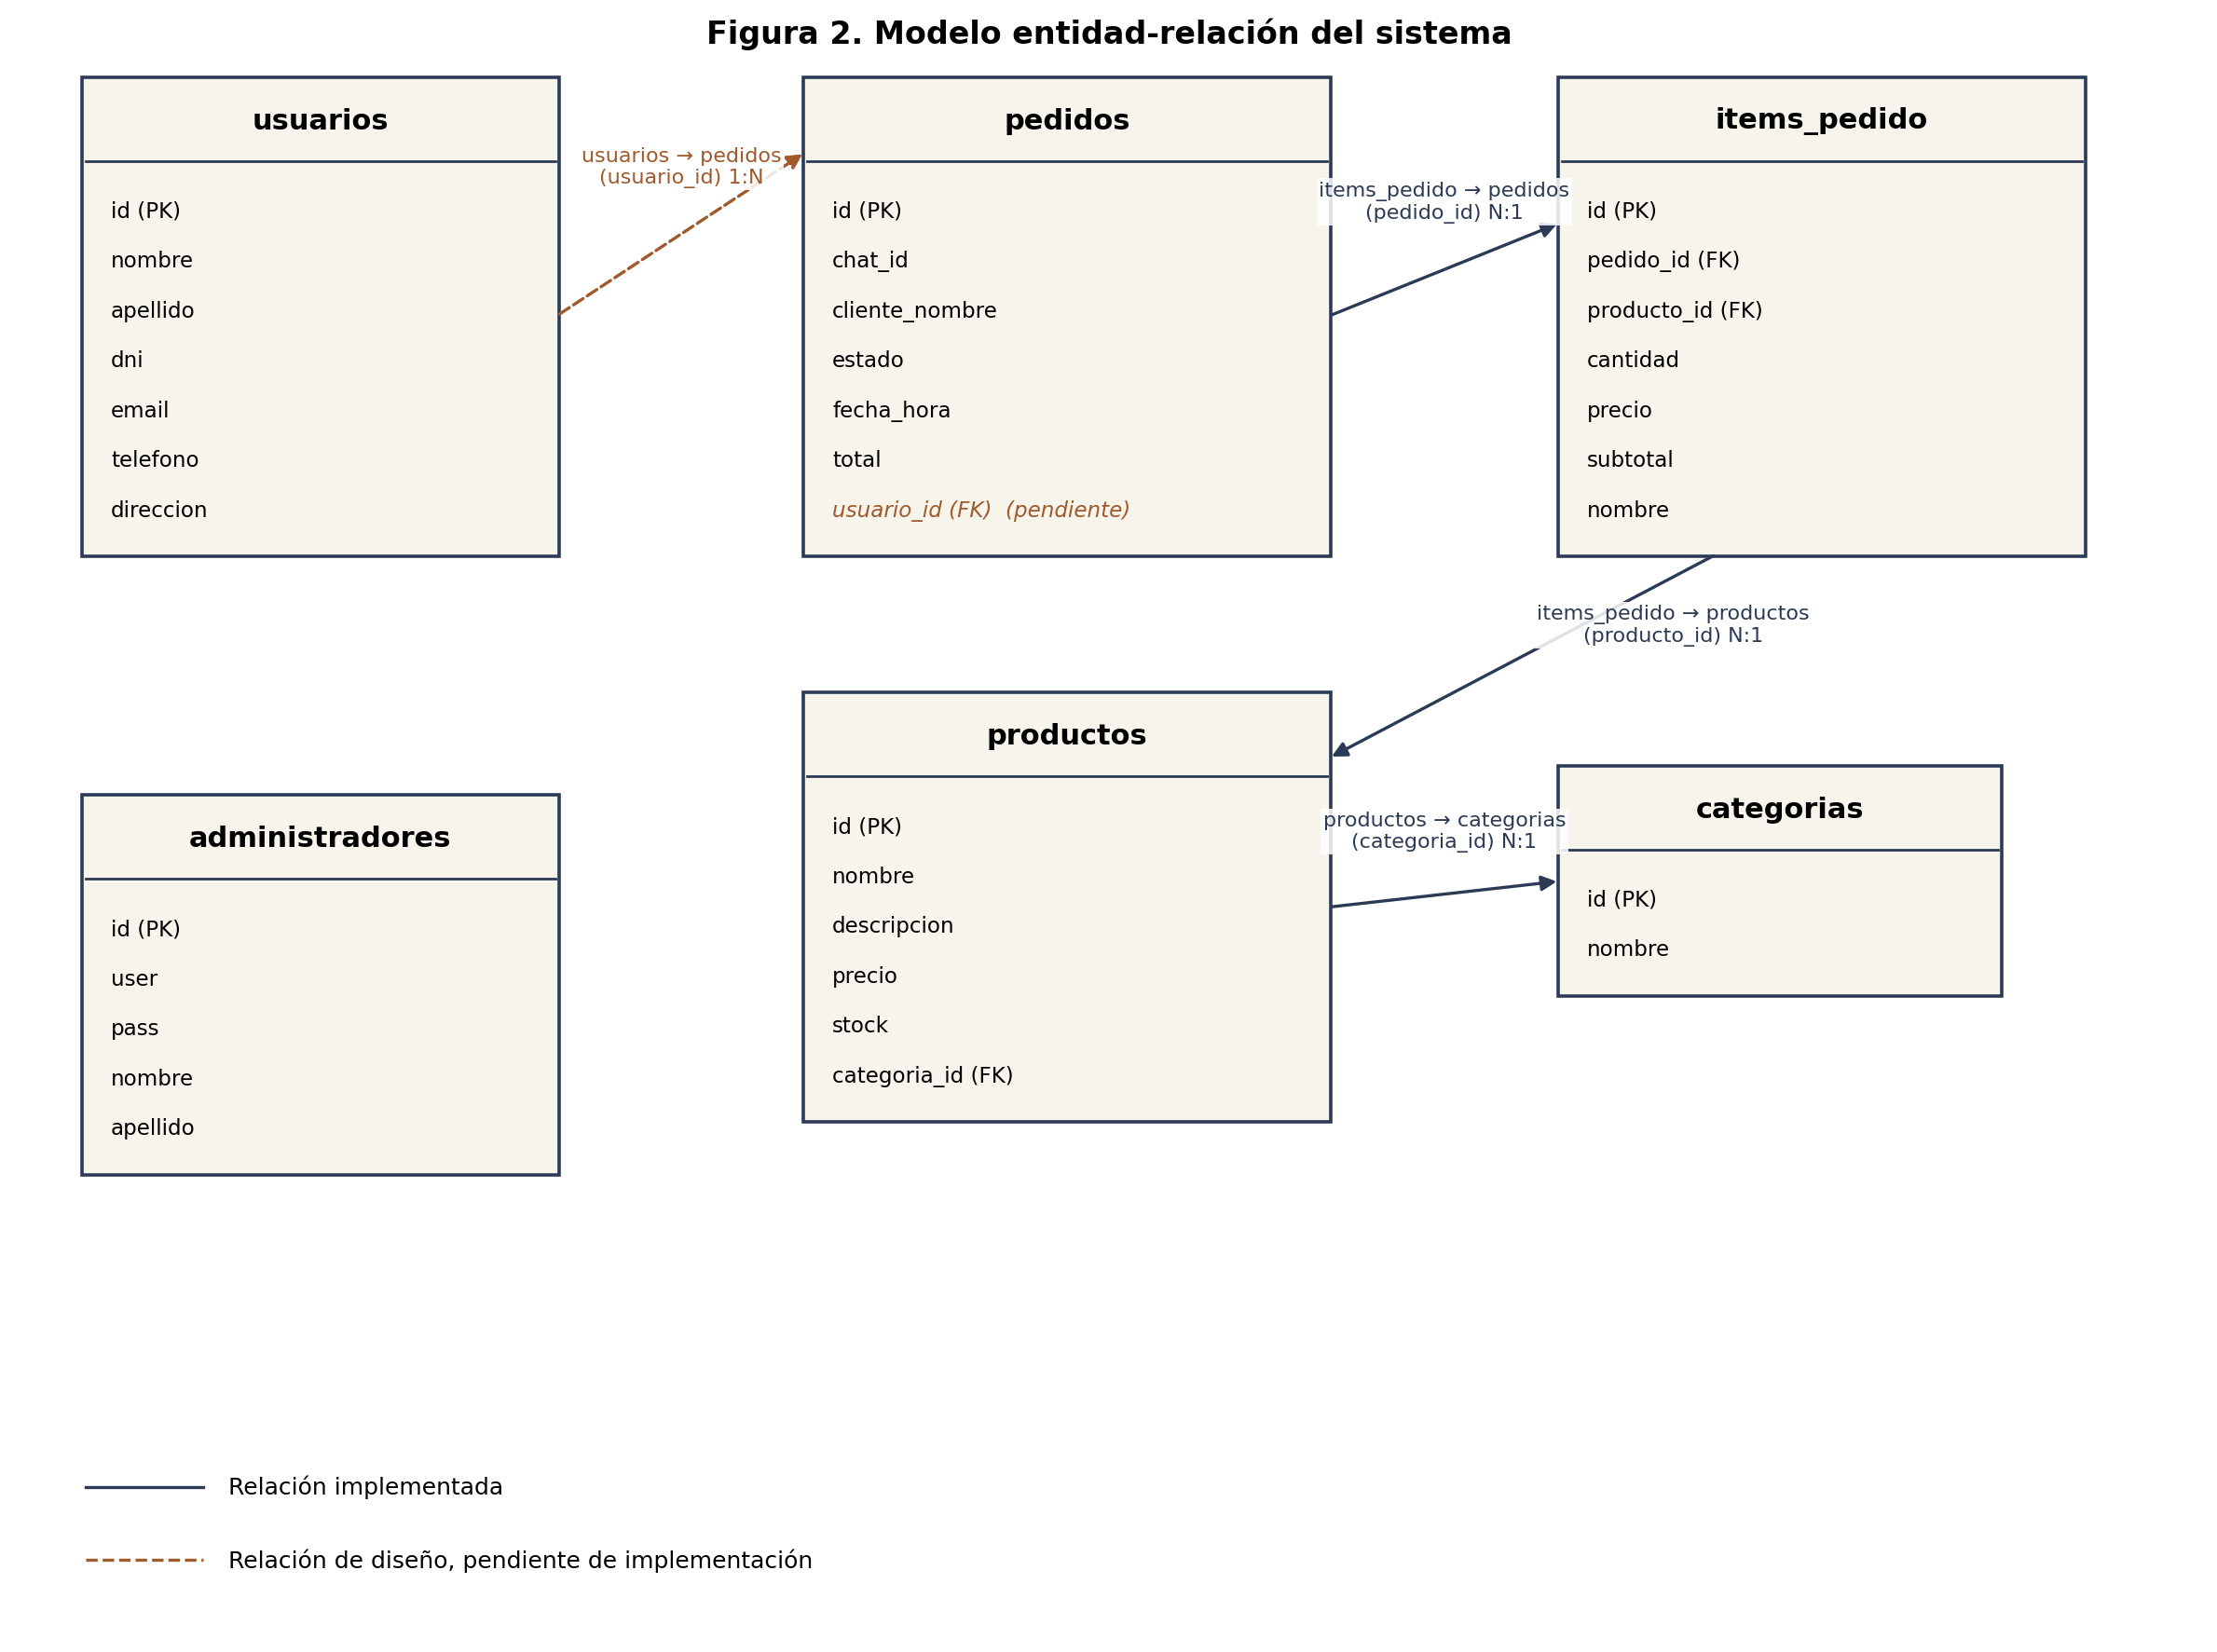 Figura 2. Modelo entidad-relación del sistema
usuarios
id (PK)
nombre
apellido
dni
email
telefono
direccion
usuarios → pedidos
(usuario_id) 1:N
pedidos
id (PK)
chat_id
cliente_nombre
estado
fecha_hora
total
usuario_id (FK)  (pendiente)
items_pedido → pedidos
(pedido_id) N:1
items_pedido
id (PK)
pedido_id (FK)
producto_id (FK)
cantidad
precio
subtotal
nombre
items_pedido → productos
(producto_id) N:1
administradores
id (PK)
user
pass
nombre
apellido
productos
id (PK)
nombre
descripcion
precio
stock
categoria_id (FK)
productos → categorias
(categoria_id) N:1
categorias
id (PK)
nombre
Relación implementada
Relación de diseño, pendiente de implementación